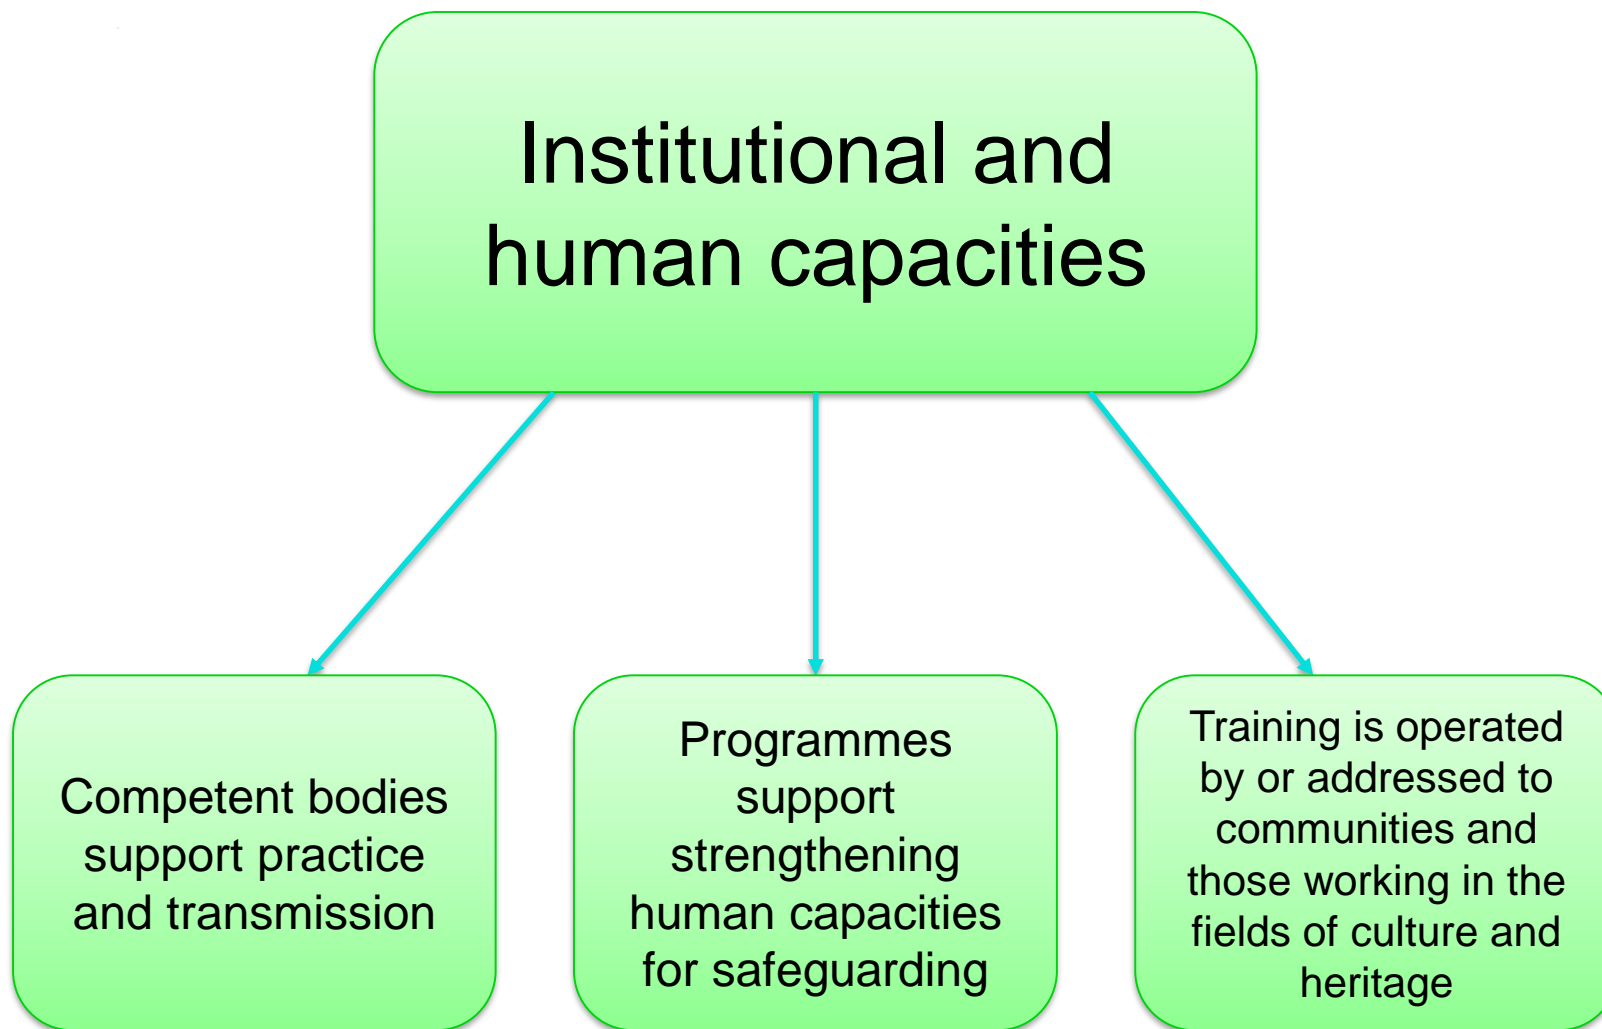 Institutional and
human capacities
Competent bodies
support practice
and transmission
Programmes
support
strengthening
human capacities
for safeguarding
Training is operated
by or addressed to
communities and
those working in the
fields of culture and
heritage